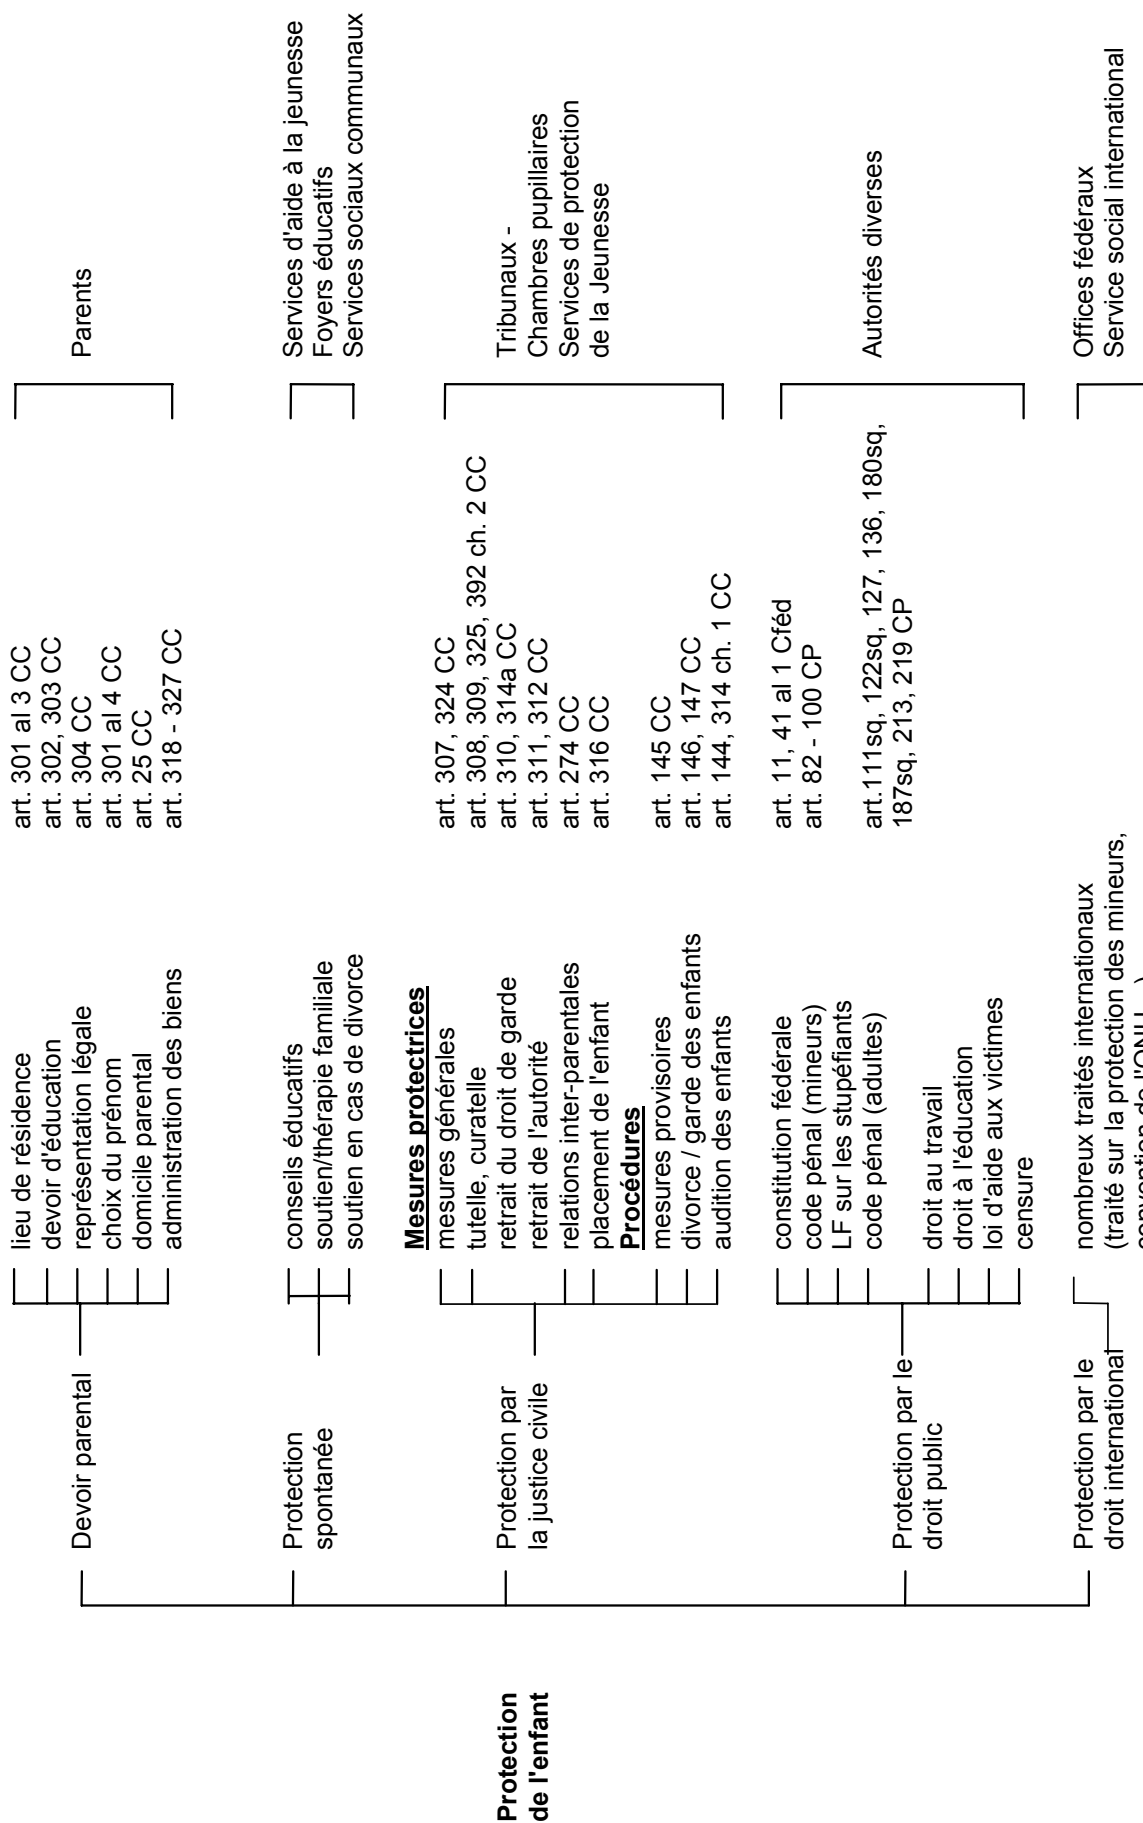 Protection
de l'enfant
Devoir parental
lieu de résidence
devoir d'éducation
représentation légale
choix du prénom
domicile parental
administration des biens
art. 301 al 3 CC
art. 302, 303 CC
art. 304 CC
art. 301 al 4 CC
art. 25 CC
art. 318 - 327 CC
Parents
Protection
spontanée
conseils éducatifs
soutien/thérapie familiale
soutien en cas de divorce
Services d'aide à la jeunesse
Foyers éducatifs
Services sociaux communaux
Protection par
la justice civile
Mesures protectrices
mesures générales
tutelle, curatelle
retrait du droit de garde
retrait de l'autorité
relations inter-parentales
placement de l'enfant
Procédures
mesures provisoires
divorce / garde des enfants
audition des enfants
art. 307, 324 CC
art. 308, 309, 325, 392 ch. 2 CC
art. 310, 314a CC
art. 311, 312 CC
art. 274 CC
art. 316 CC
art. 145 CC
art. 146, 147 CC
art. 144, 314 ch. 1 CC
Tribunaux -
Chambres pupillaires
Services de protection
de la Jeunesse
Protection par le
droit public
constitution fédérale
code pénal (mineurs)
LF sur les stupéfiants
code pénal (adultes)
droit au travail
droit à l'éducation
loi d'aide aux victimes
censure
art. 11, 41 al 1 Cféd
art. 82 - 100 CP
art.111sq, 122sq, 127, 136, 180sq,
187sq, 213, 219 CP
Autorités diverses
Protection par le
droit international
nombreux traités internationaux
(traité sur la protection des mineurs,
convention de l'ONU...)
Offices fédéraux
Service social international